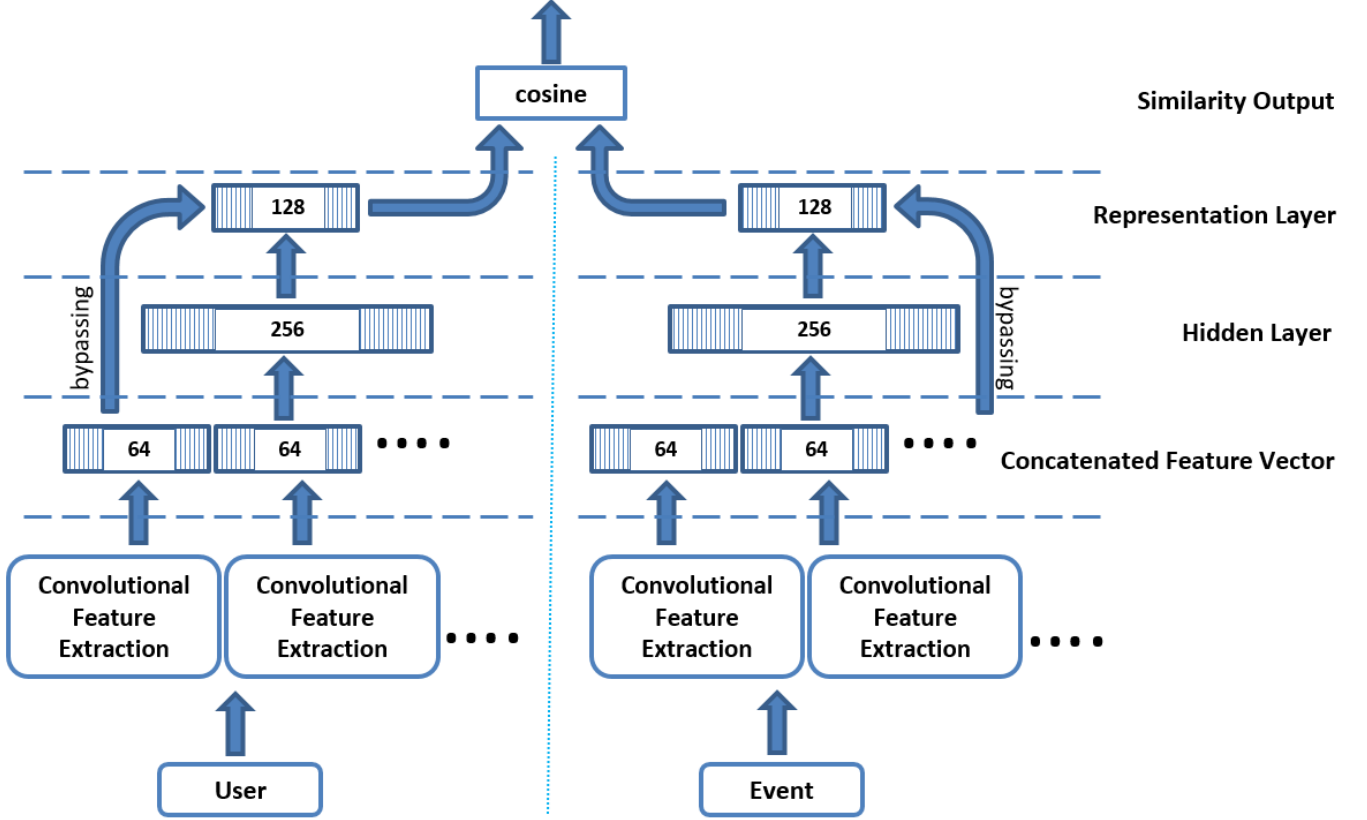 cosine
Similarity Output
128
128
Representation Layer
bypassing
256
256
bypassing
Hidden Layer
64
64
....
64
64
....
Concatenated Feature Vector
Convolutional
Feature
Extraction
Convolutional
Feature
Extraction
....
Convolutional
Feature
Extraction
Convolutional
Feature
Extraction
....
User
Event